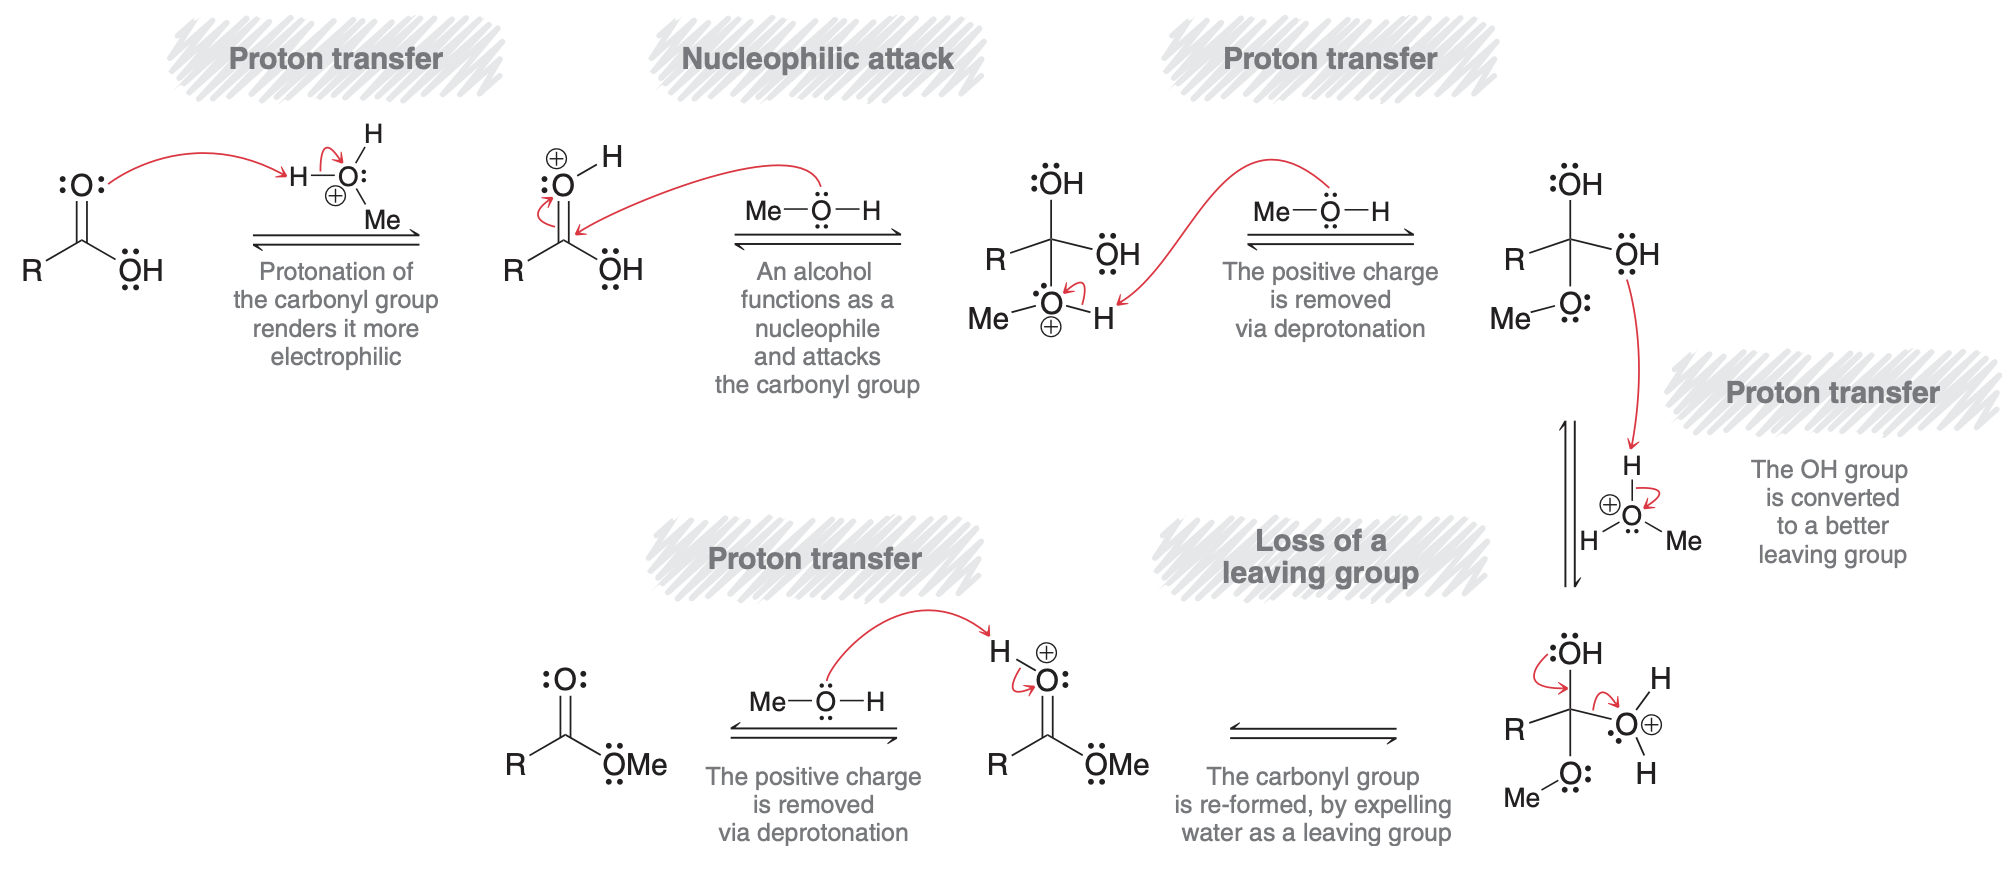 Proton transfer
Nucleophilic attack
Proton transfer
H
H
O
⊕
Me
O
R
OH
Protonation of
the carbonyl group
renders it more
electrophilic
⊕
H
O
R
OH
Me O H
An alcohol
functions as a
nucleophile
and attacks
the carbonyl group
OH
R
OH
Me O H
⊕
Me O H
The positive charge
is removed
via deprotonation
OH
R
OH
Me O
Proton transfer
The OH group
is converted
to a better
leaving group
H
⊕
O
H Me
Proton transfer
Loss of a
leaving group
O
R
OMe
Me O H
The positive charge
is removed
via deprotonation
H
⊕
O
R
OMe
The carbonyl group
is re-formed, by expelling
water as a leaving group
OH
H
R
O ⊕
H
Me O